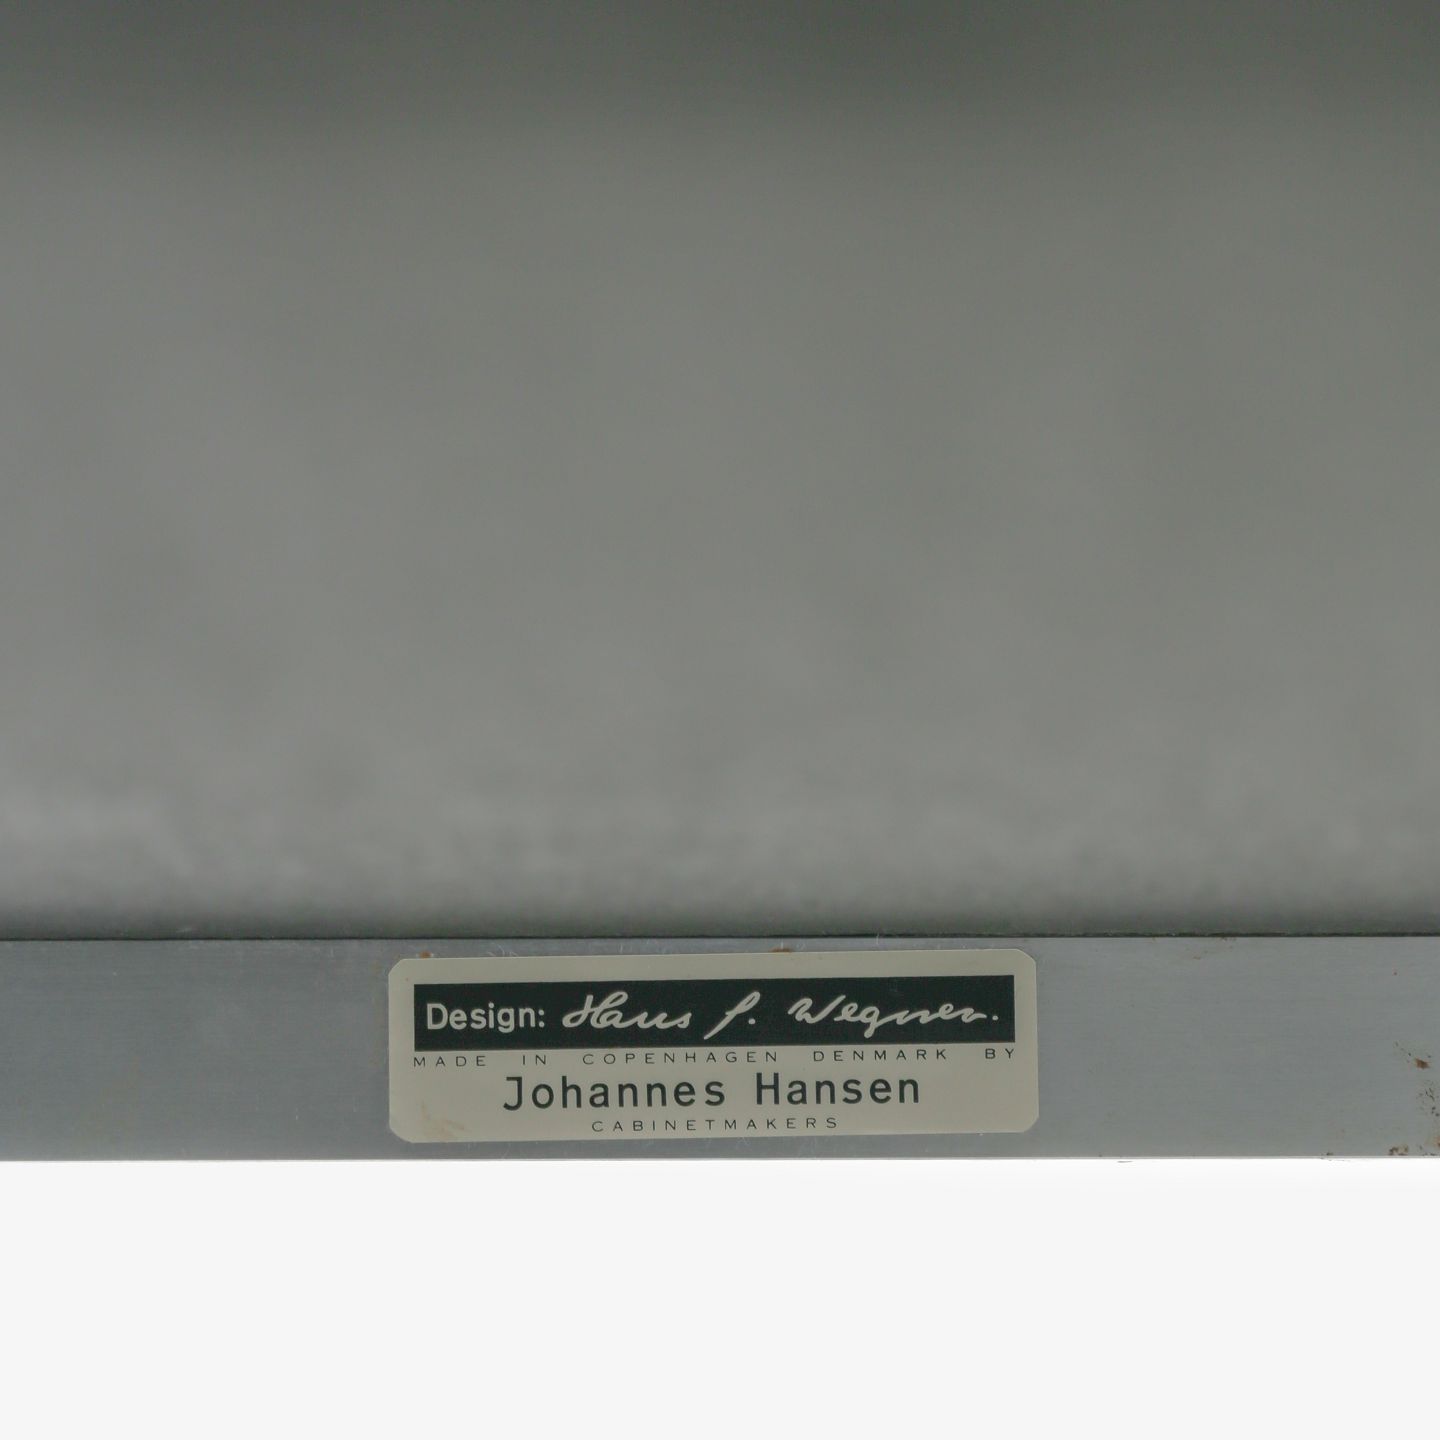 Design: Hans J. Wegner.
MADE IN COPENHAGEN DENMARK BY
Johannes Hansen
CABINETMAKERS